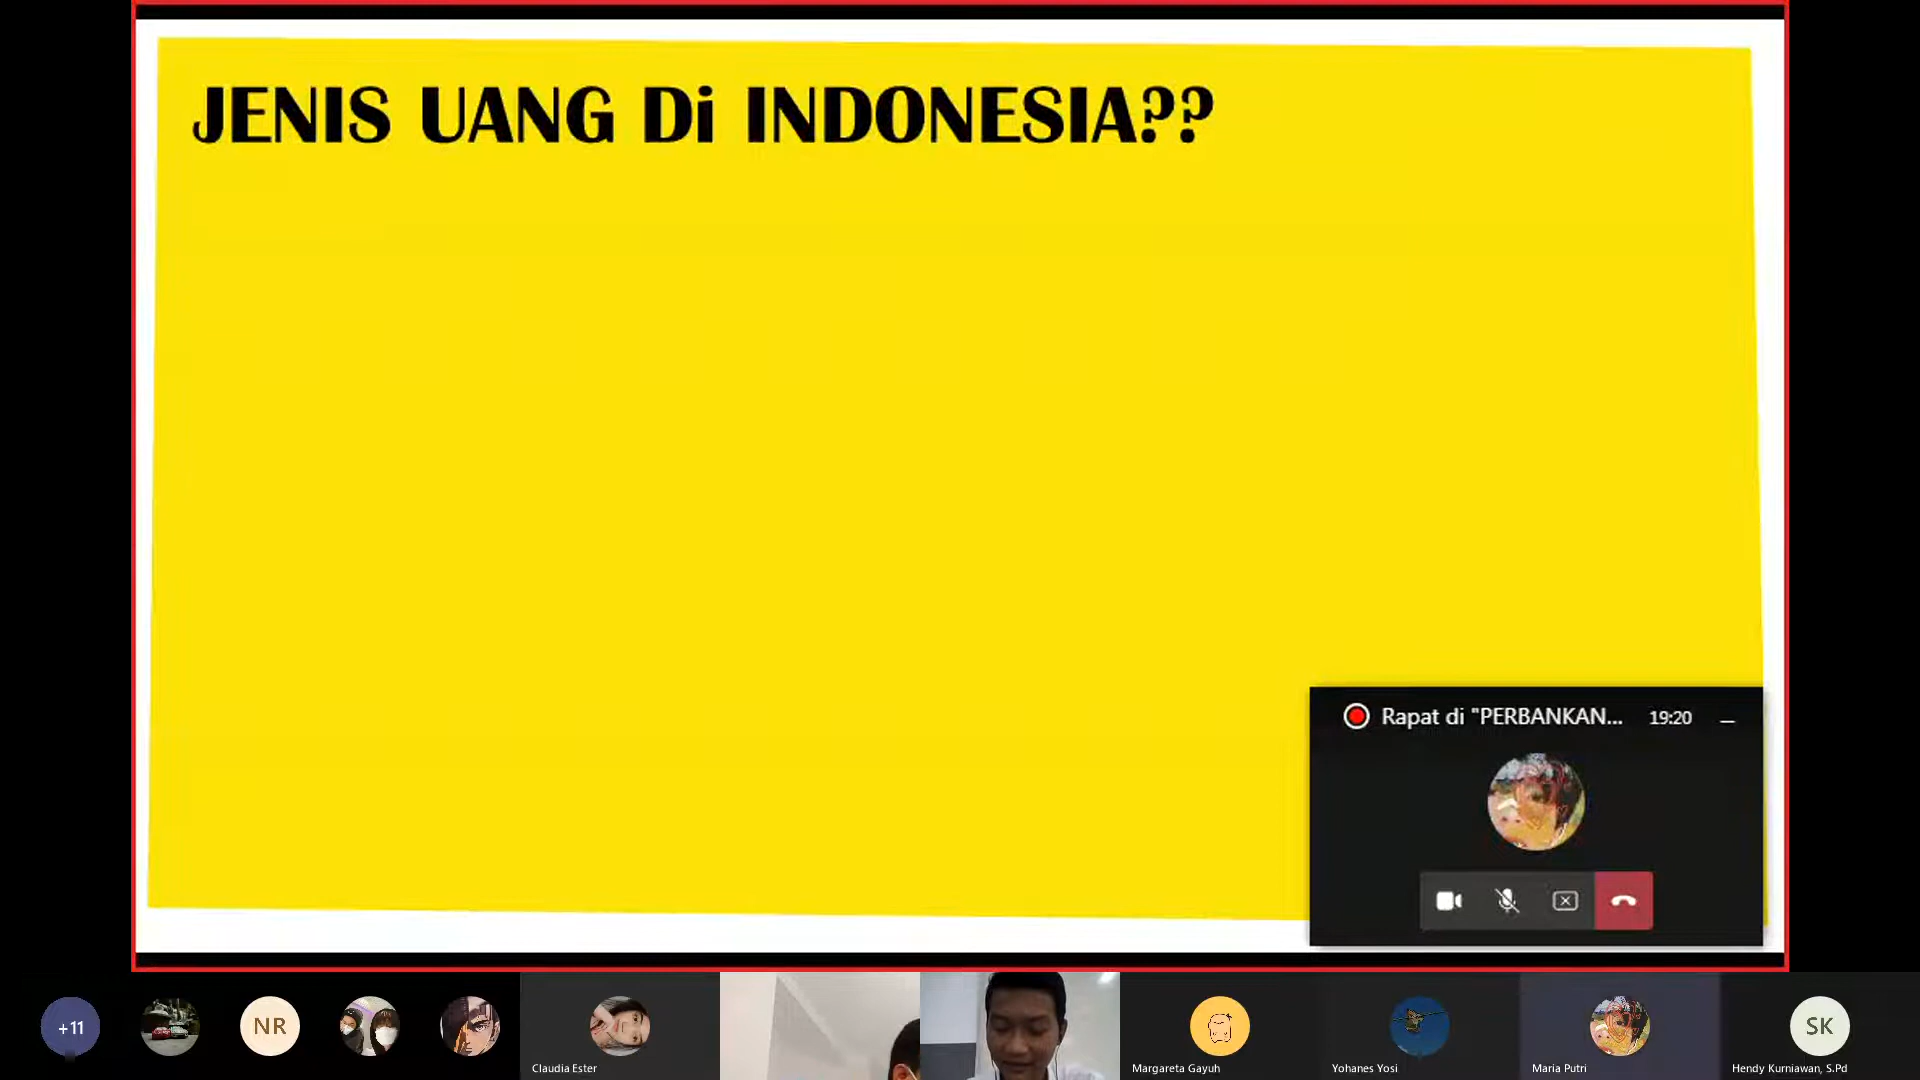 JENIS UANG Di INDONESIA??
Rapat di "PERBANKAN... 19:20
+11
NR
SK
Claudia Ester
Margareta Gayuh
Yohanes Yosi
Maria Putri
Hendy Kurniawan, S.Pd